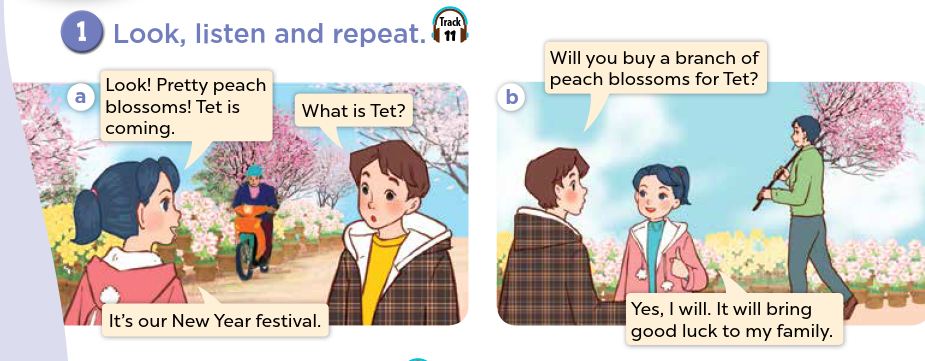 1 Look, listen and repeat. Track 11
a
Look! Pretty peach
blossoms! Tet is
coming.
What is Tet?
It's our New Year festival.
b
Will you buy a branch of
peach blossoms for Tet?
Yes, I will. It will bring
good luck to my family.